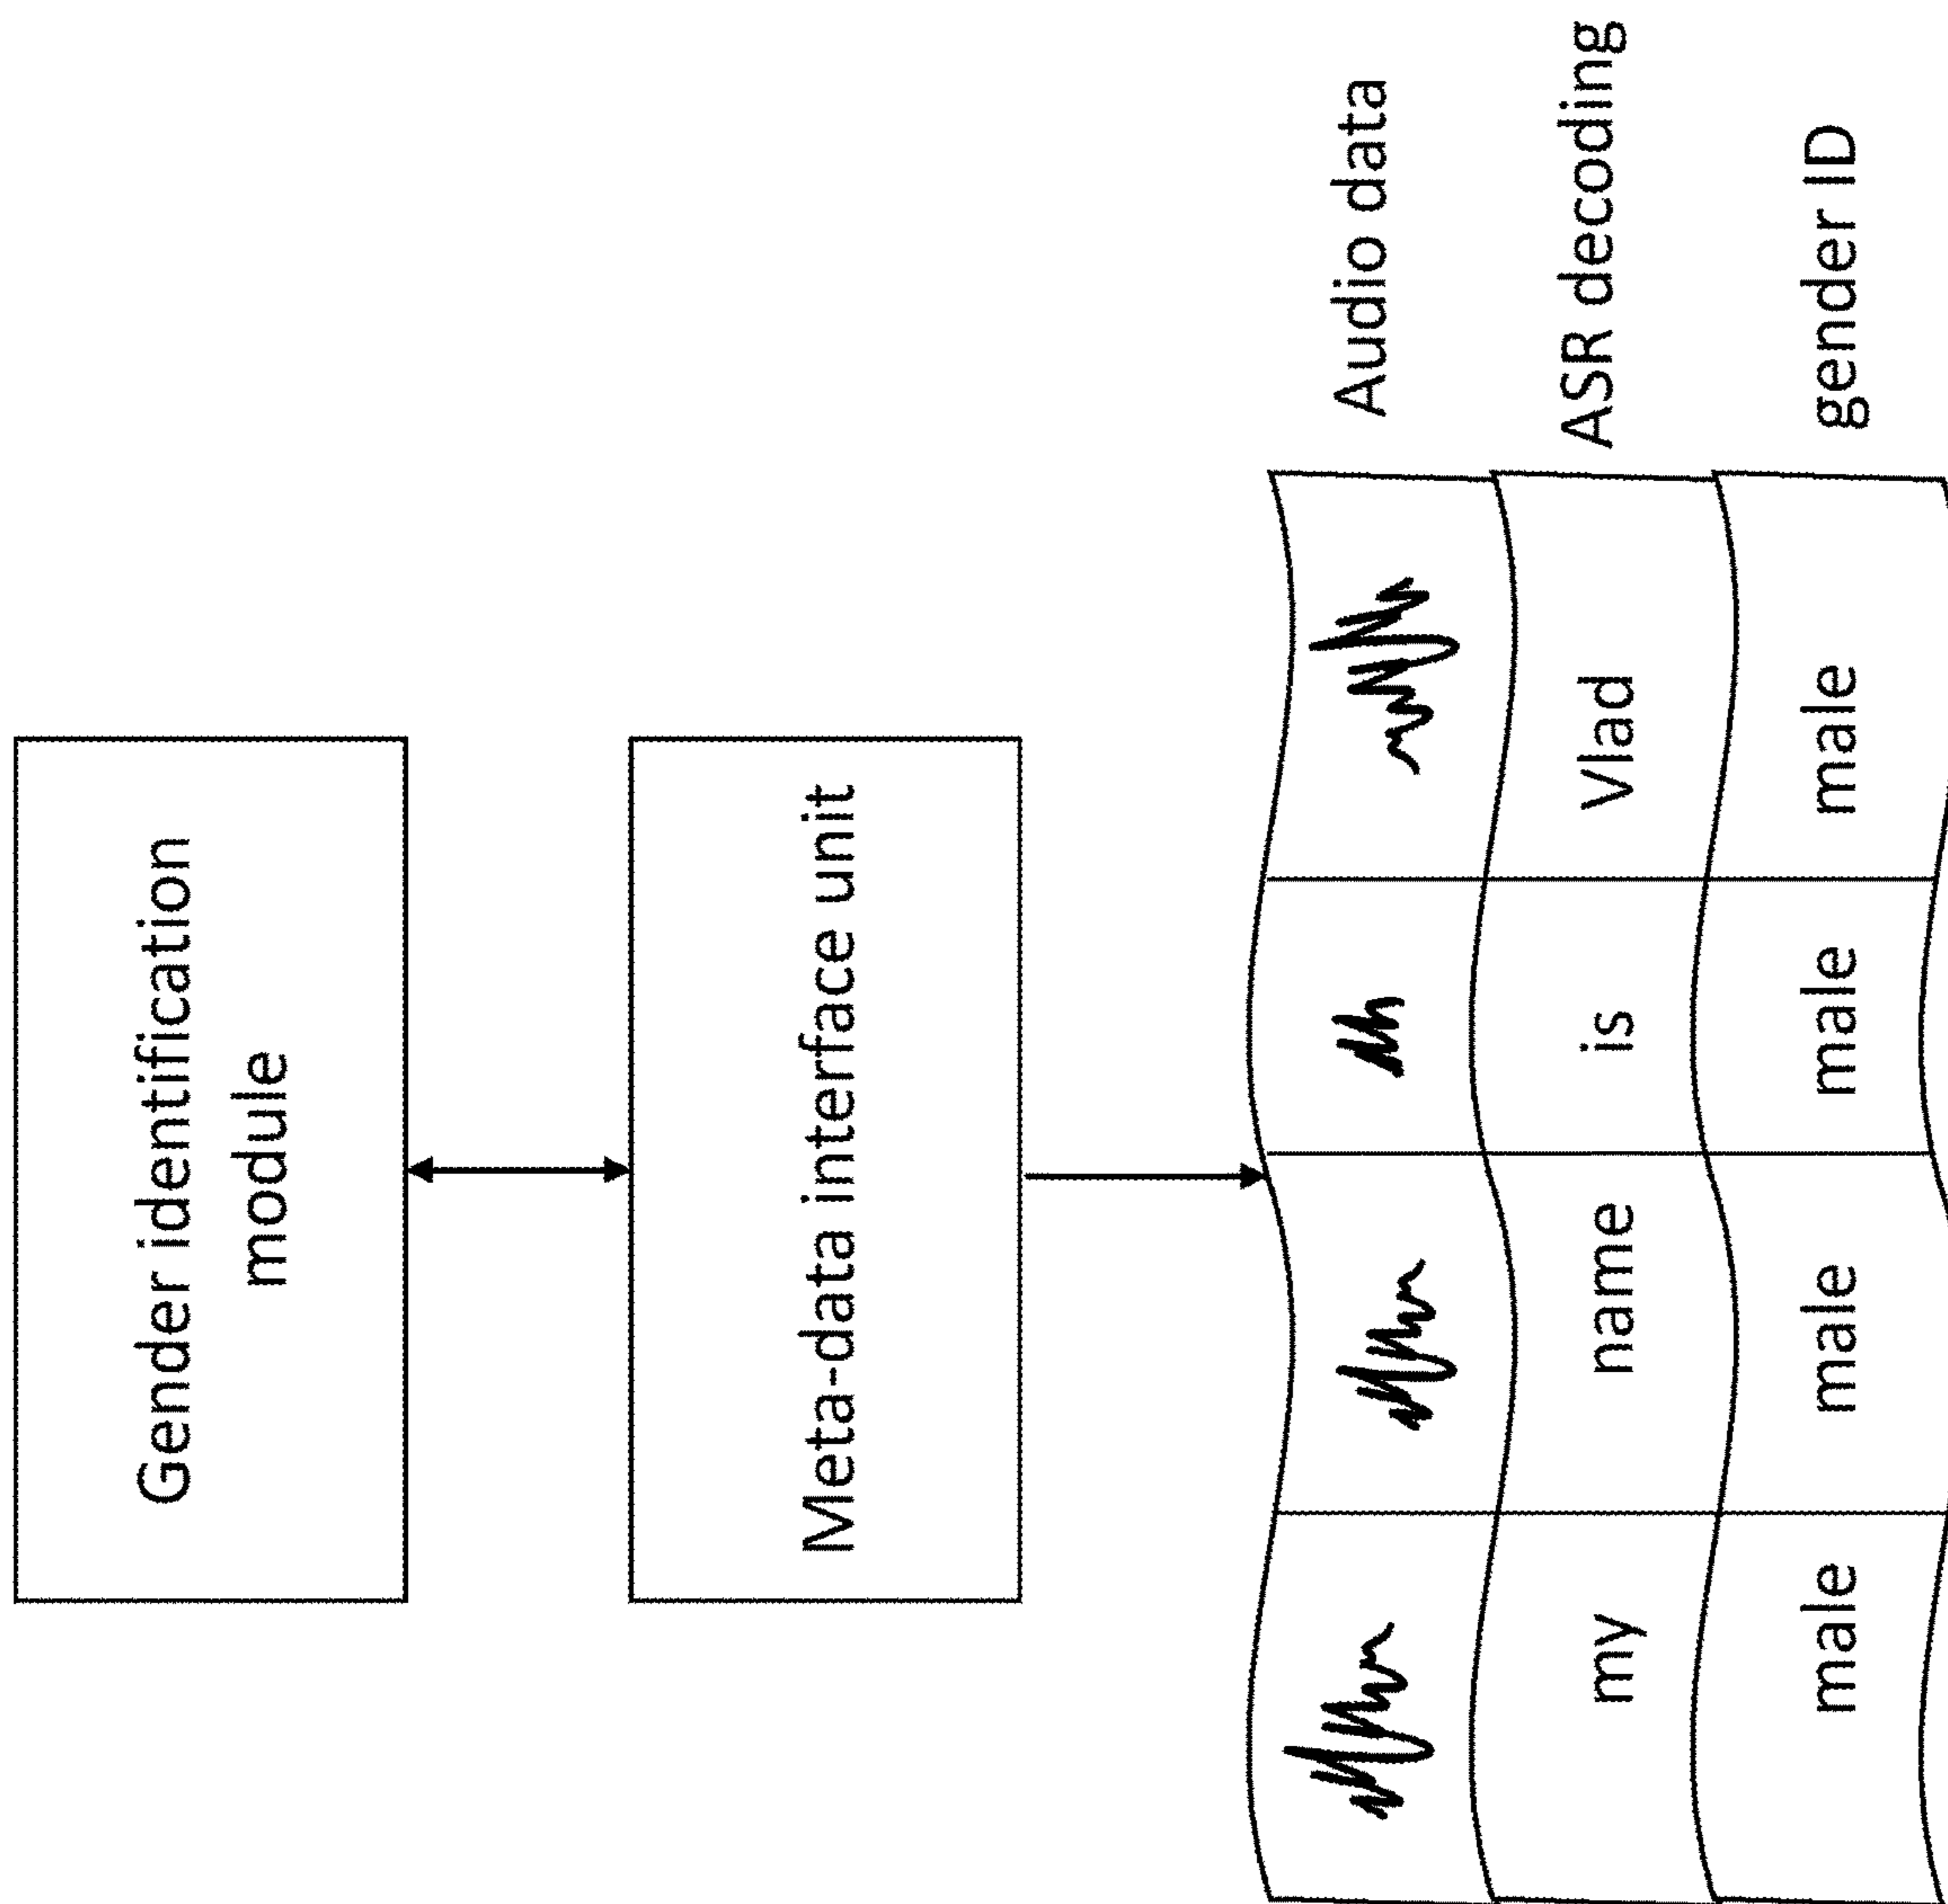 Gender identification
module
Meta-data interface unit
Audio data
my name is Vlad ASR decoding
male male male male gender ID